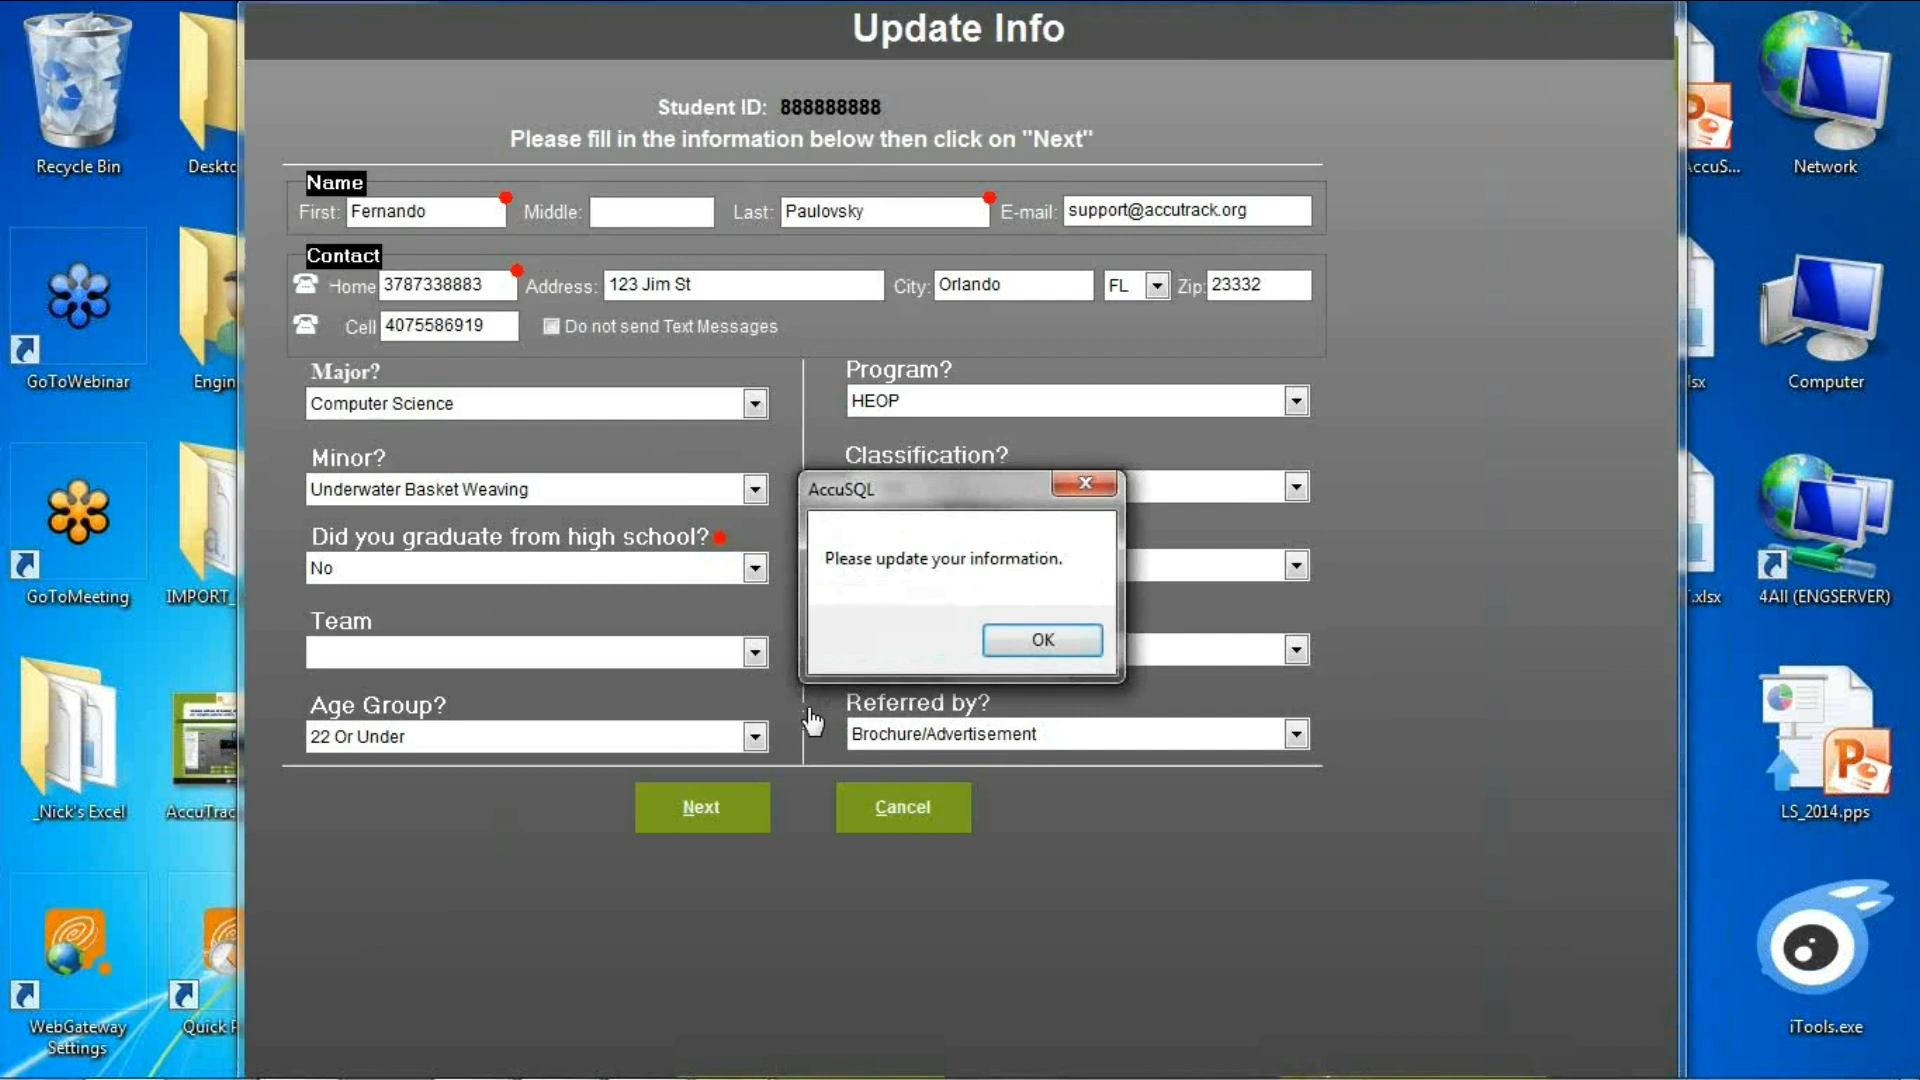 Update Info
Student ID: 888888888
Please fill in the information below then click on "Next"
Name
First: Fernando Middle: Last: Paulovsky E-mail: support@accutrack.org
Contact
Home 3787338883 Address: 123 Jim St City: Orlando FL Zip: 23332
Cell 4075586919 Do not send Text Messages
Major?
Computer Science
Program?
HEOP
Minor?
Underwater Basket Weaving
Classification?
Did you graduate from high school?
No
Team
Age Group?
22 Or Under
Referred by?
Brochure/Advertisement
AccuSQL
Please update your information.
OK
Next
Cancel
Recycle Bin
Deskto
GoToWebinar
Engin
GoToMeeting
IMPORT_
_Nick's Excel
AccuTrac
WebGateway
Settings
Quick
AccuS...
Network
lsx
Computer
.xlsx
4All (ENGSERVER)
LS_2014.pps
iTools.exe